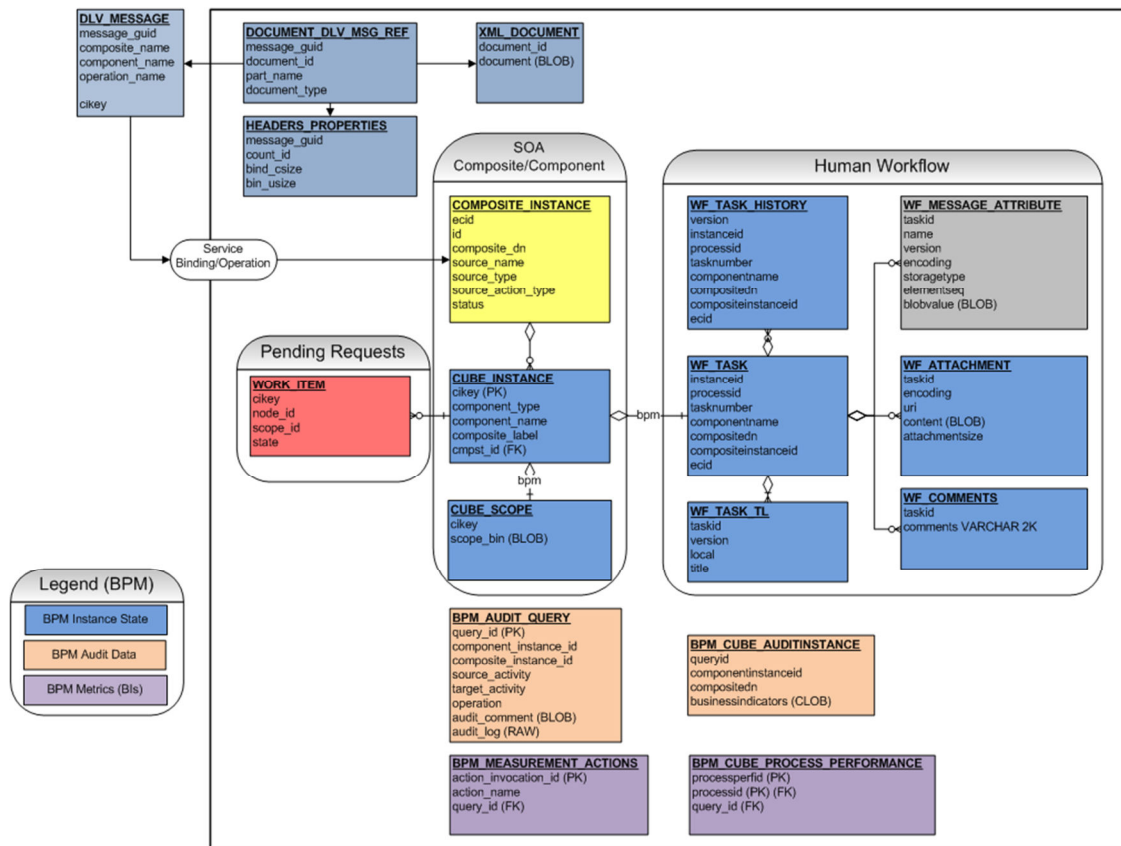 DLV_MESSAGE
message_guid
composite_name
component_name
operation_name
cikey
DOCUMENT_DLV_MSG_REF
message_guid
document_id
part_name
document_type
XML_DOCUMENT
document_id
document (BLOB)
HEADERS_PROPERTIES
message_guid
count_id
bind_csize
bin_usize
Service
Binding/Operation
SOA
Composite/Component
COMPOSITE_INSTANCE
ecid
id
composite_dn
source_name
source_type
source_action_type
status
Pending Requests
WORK_ITEM
cikey
node_id
scope_id
state
CUBE_INSTANCE
cikey (PK)
component_type
component_name
composite_label
cmpst_id (FK)
bpm
CUBE_SCOPE
cikey
scope_bin (BLOB)
bpm
Human Workflow
WF_TASK_HISTORY
version
instanceid
processid
tasknumber
componentname
compositedn
compositeinstanceid
ecid
WF_TASK
instanceid
processid
tasknumber
componentname
compositedn
compositeinstanceid
ecid
WF_TASK_TL
taskid
version
local
title
WF_MESSAGE_ATTRIBUTE
taskid
name
version
encoding
storagetype
elementseq
blobvalue (BLOB)
WF_ATTACHMENT
taskid
encoding
uri
content (BLOB)
attachmentsize
WF_COMMENTS
taskid
comments VARCHAR 2K
Legend (BPM)
BPM Instance State
BPM Audit Data
BPM Metrics (BIs)
BPM_AUDIT_QUERY
query_id (PK)
component_instance_id
composite_instance_id
source_activity
target_activity
operation
audit_comment (BLOB)
audit_log (RAW)
BPM_CUBE_AUDITINSTANCE
queryid
componentinstanceid
compositedn
businessindicators (CLOB)
BPM_MEASUREMENT_ACTIONS
action_invocation_id (PK)
action_name
query_id (FK)
BPM_CUBE_PROCESS_PERFORMANCE
processperfid (PK)
processid (PK) (FK)
query_id (FK)